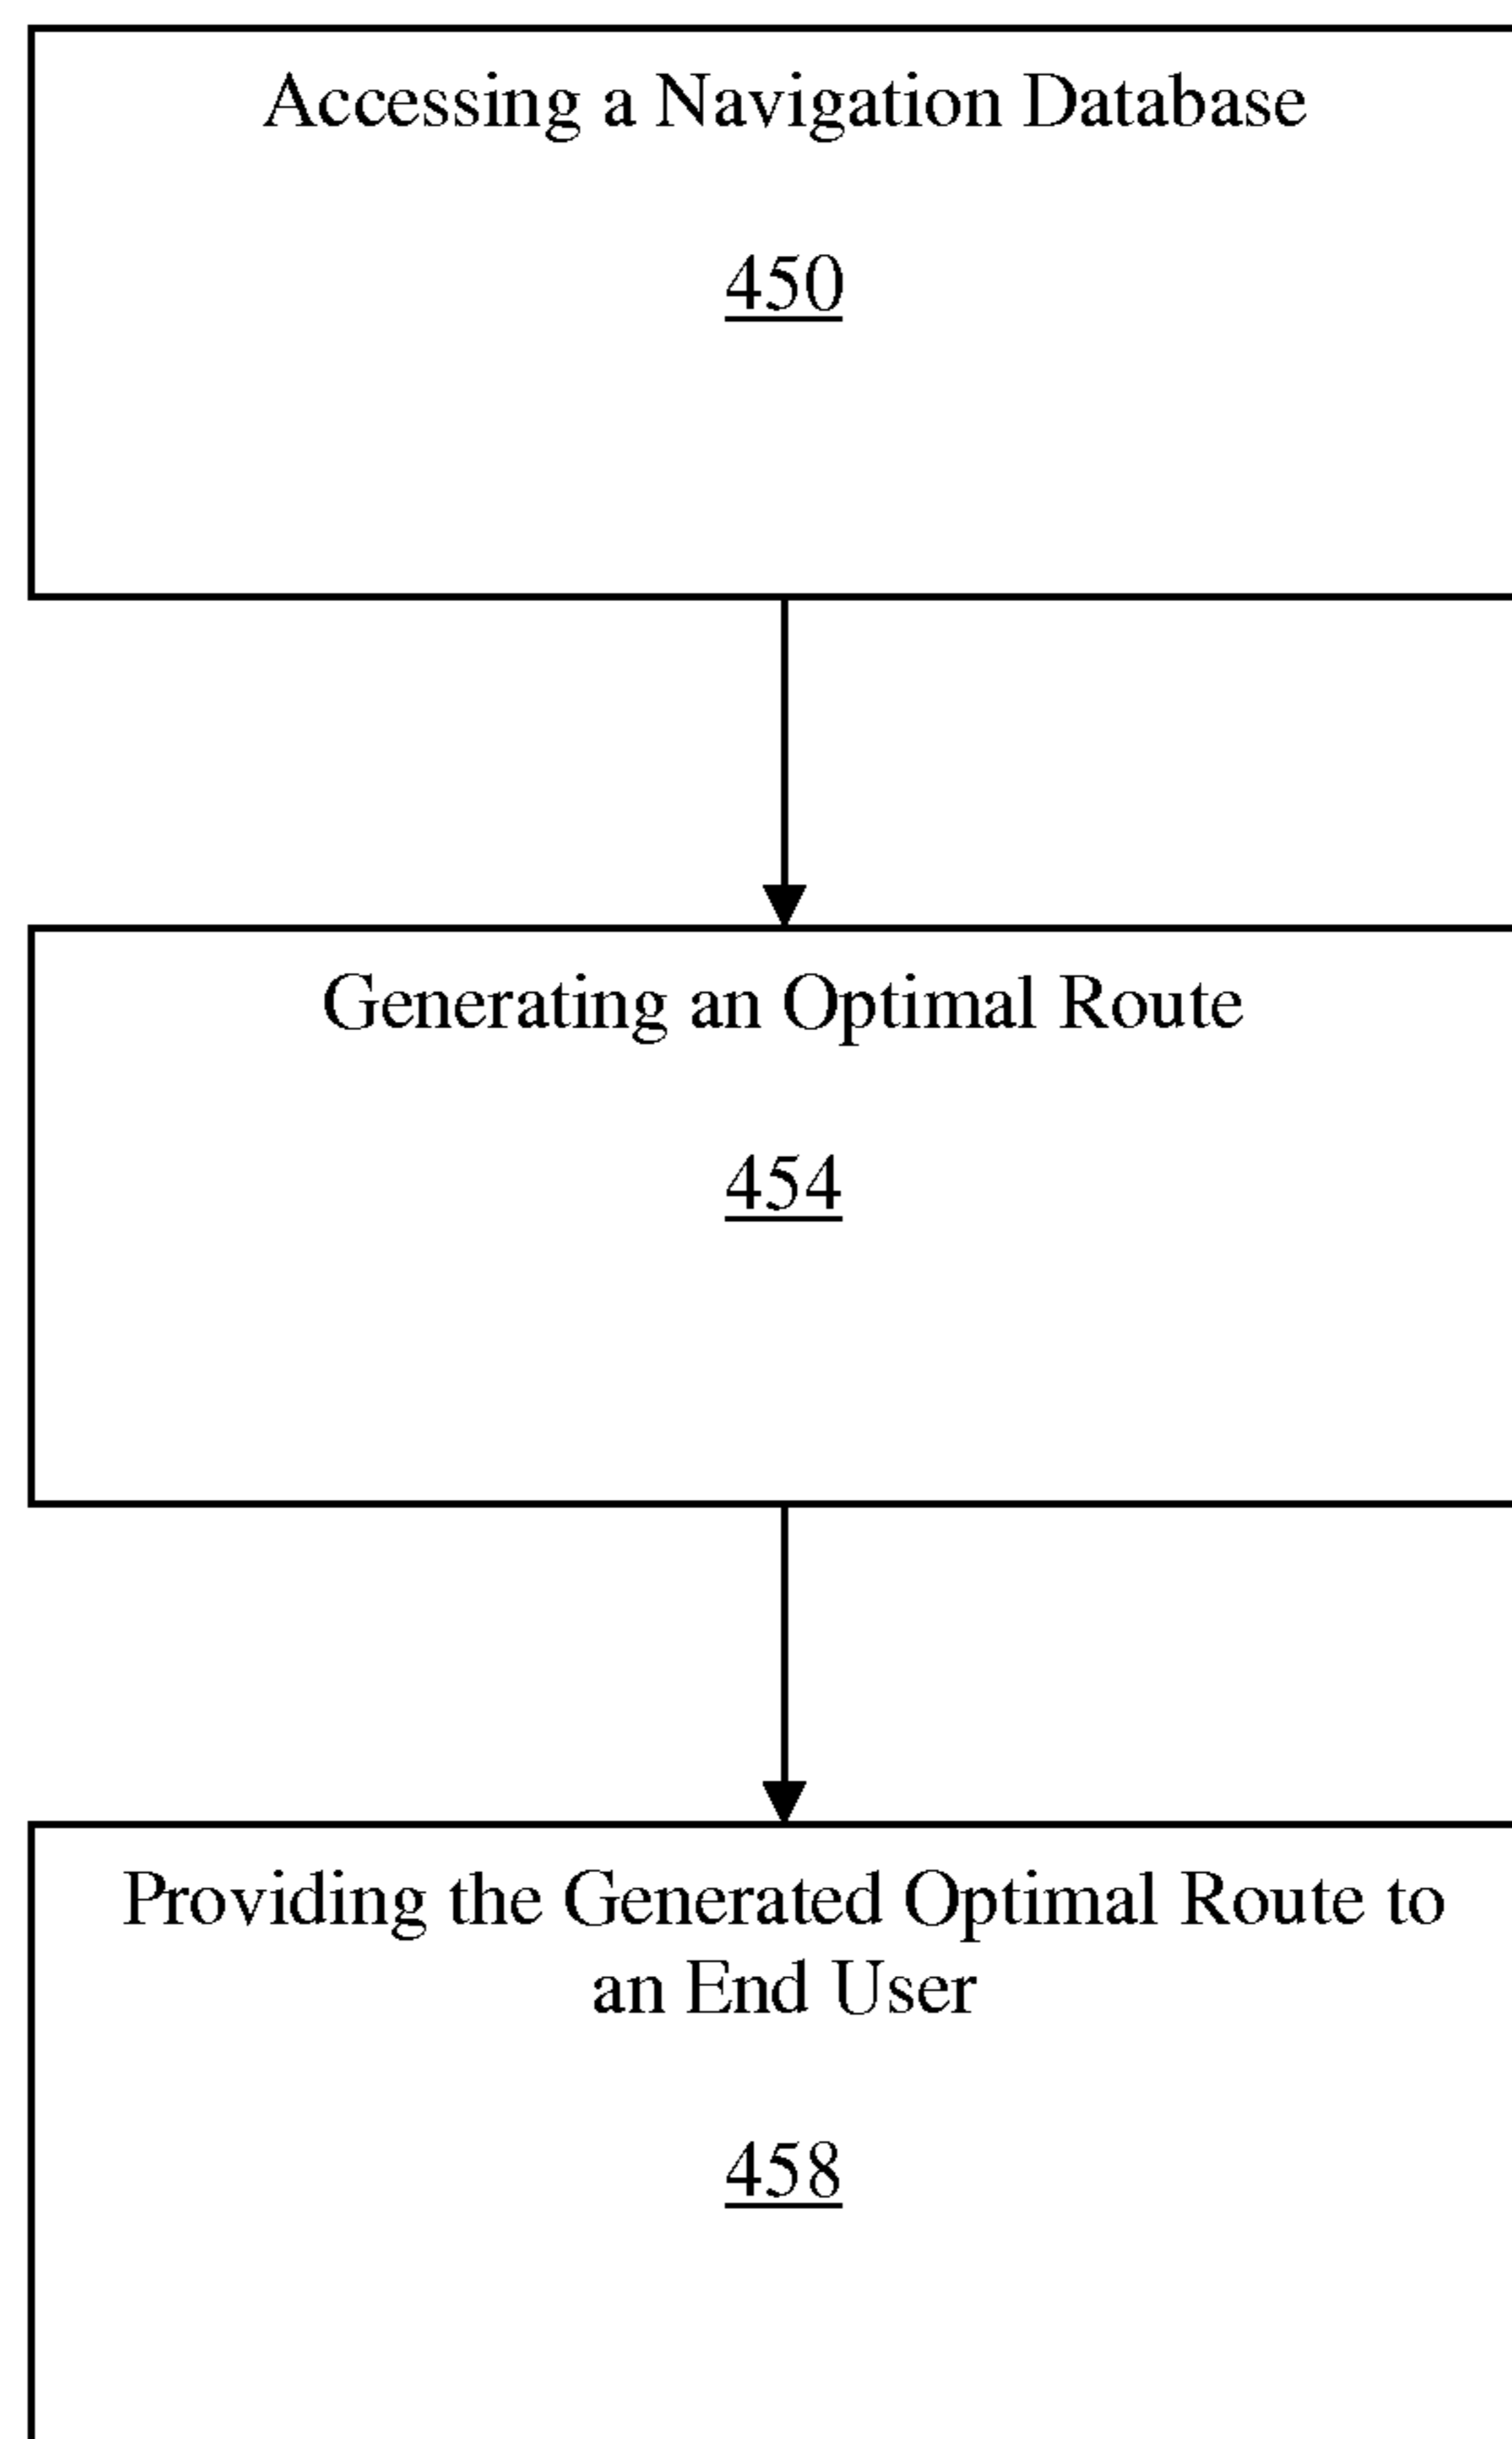 Accessing a Navigation Database
450
Generating an Optimal Route
454
Providing the Generated Optimal Route to
an End User
458